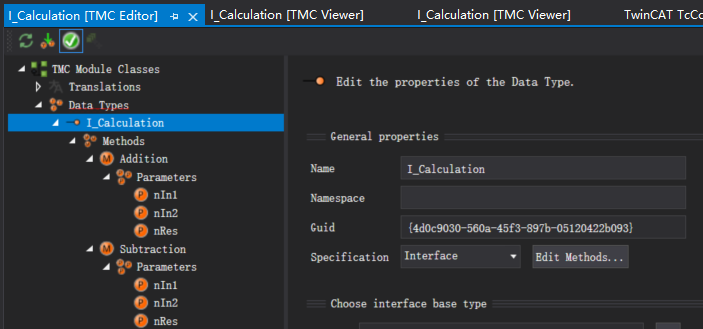 I_Calculation [TMC Editor]
I_Calculation [TMC Viewer]
I_Calculation [TMC Viewer]
TwinCAT TcCo
TMC Module Classes
Translations
Data Types
I_Calculation
Methods
M Addition
Parameters
P nIn1
P nIn2
P nRes
M Subtraction
Parameters
P nIn1
P nIn2
P nRes
Edit the properties of the Data Type.
General properties
Name I_Calculation
Namespace
Guid {4d0c9030-560a-45f3-897b-05120422b093}
Specification Interface Edit Methods...
Choose interface base type